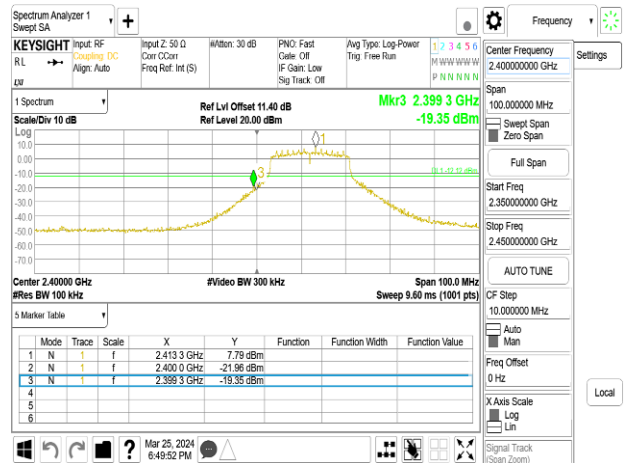 Spectrum Analyzer 1
Swept SA
+
Frequency
KEYSIGHT
RL
Input: RF
Coupling: DC
Align: Auto
Input Z: 50 Ω
Corr CCorr
Freq Ref: Int (S)
#Atten: 30 dB
PNO: Fast
Gate: Off
IF Gain: Low
Sig Track: Off
Avg Type: Log-Power
Trig: Free Run
1 2 3 4 5 6
M W W W W W
P N N N N N
1 Spectrum
Scale/Div 10 dB
Ref Lvl Offset 11.40 dB
Ref Level 20.00 dBm
Mkr3 2.399 3 GHz
-19.35 dBm
Log
10.0
0.00
-10.0
-20.0
-30.0
-40.0
-50.0
-60.0
-70.0
1
3
Center 2.40000 GHz
#Res BW 100 kHz
#Video BW 300 kHz
Span 100.0 MHz
Sweep 9.60 ms (1001 pts)
5 Marker Table
Mode Trace Scale X Y Function Function Width Function Value
1 N 1 f 2.413 3 GHz 7.79 dBm
2 N 1 f 2.400 0 GHz -21.96 dBm
3 N 1 f 2.399 3 GHz -19.35 dBm
4
5
6
?
Mar 25, 2024
6:49:52 PM
Center Frequency
2.400000000 GHz
Settings
Span
100.000000 MHz
Swept Span
Zero Span
Full Span
Start Freq
2.350000000 GHz
Stop Freq
2.450000000 GHz
AUTO TUNE
CF Step
10.000000 MHz
Auto
Man
Freq Offset
0 Hz
X Axis Scale
Log
Lin
Local
Signal Track
(Span Zoom)